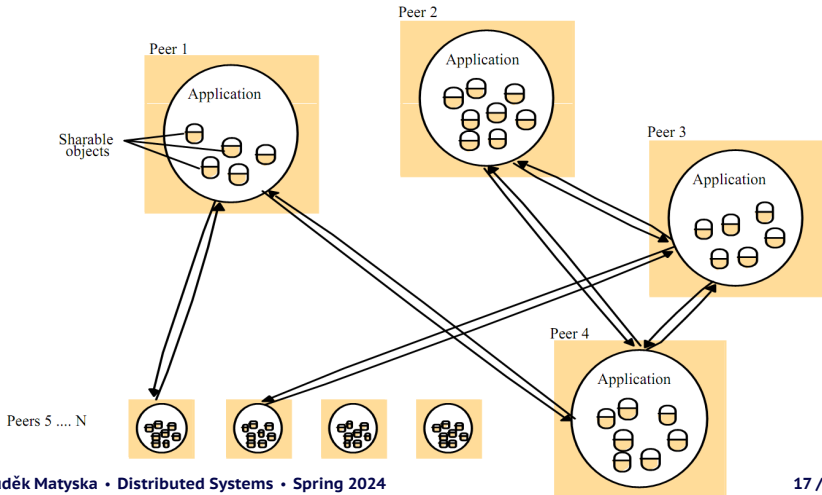 Peer 2
Peer 1
Application
Application
Sharable
objects
Peer 3
Application
Peer 4
Application
Peers 5 .... N
uděk Matyska • Distributed Systems • Spring 2024
17 /